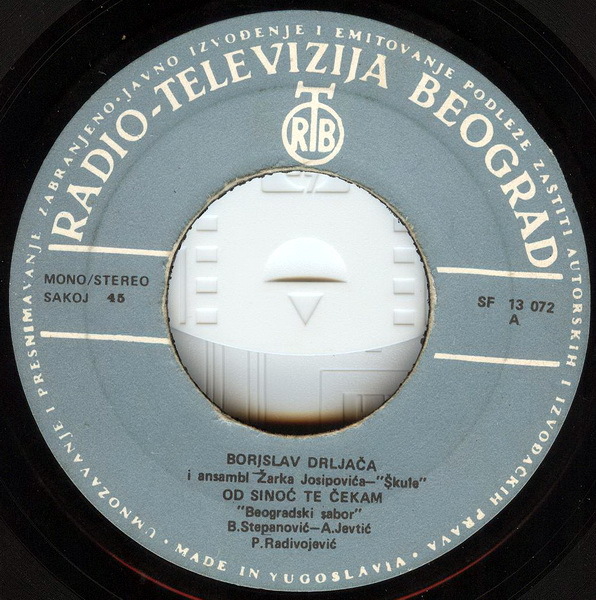 UMNOŽAVANJE I PRESNIMAVANJE ZABRANJENO·JAVNO IZVOĐENJE I EMITOVANJE PODLEŽE ZAŠTITI AUTORSKIH I IZVOĐAČKIH PRAVA·
RADIO-TELEVIZIJA BEOGRAD
RTB
MONO/STEREO
SAKOJ 45
SF 13 072
A
BORISLAV DRLJAČA
i ansambl Žarka Josipovića-"Škule"
OD SINOĆ TE ČEKAM
"Beogradski sabor"
B.Stepanović-A.Jevtić
P.Radivojević
MADE IN YUGOSLAVIA·